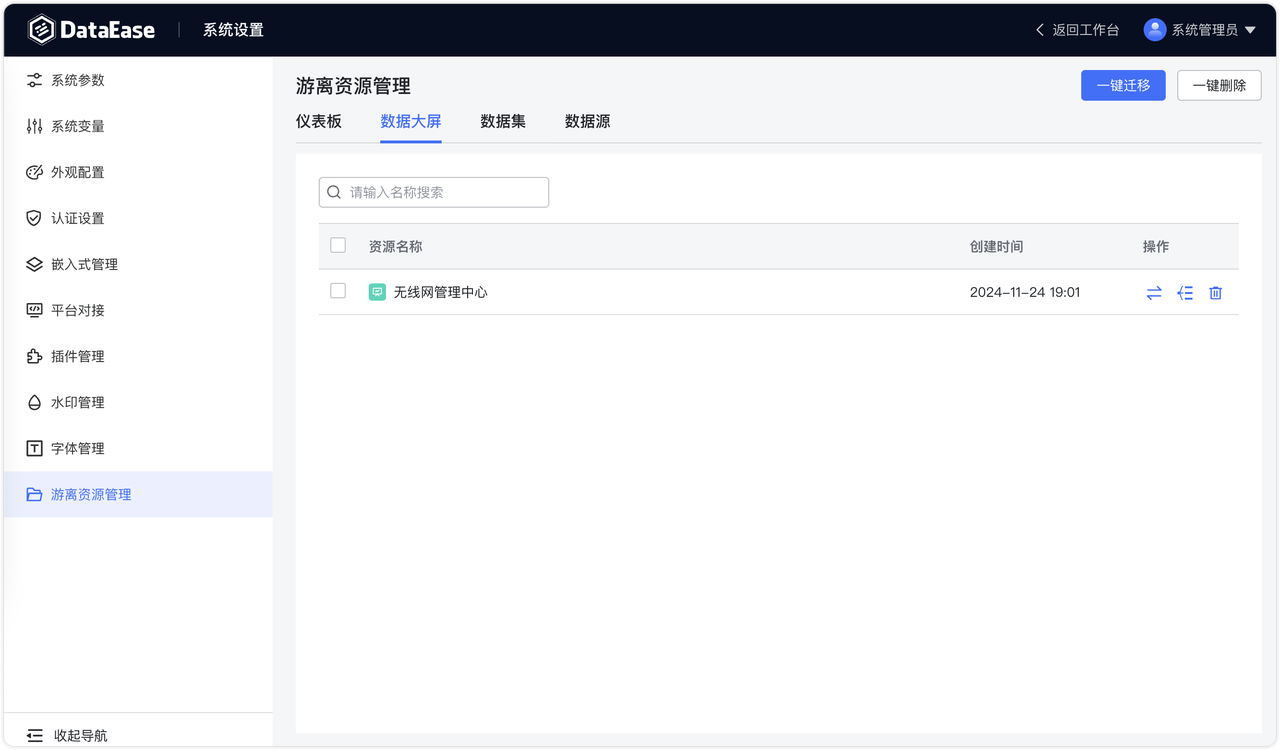 DataEase
系统设置
返回工作台
系统管理员
系统参数
系统变量
外观配置
认证设置
嵌入式管理
平台对接
插件管理
水印管理
字体管理
游离资源管理
收起导航
游离资源管理
一键迁移
一键删除
仪表板
数据大屏
数据集
数据源
请输入名称搜索
资源名称
创建时间
操作
无线网管理中心
2024-11-24 19:01